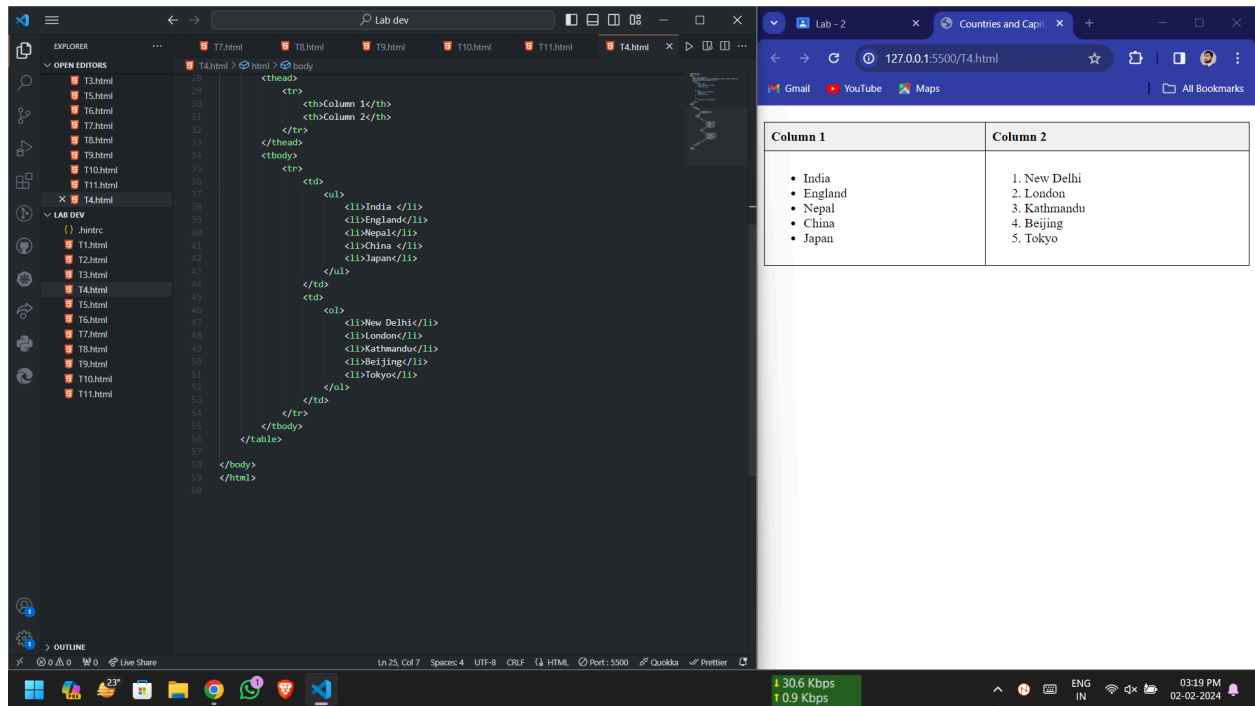 Lab dev
EXPLORER
OPEN EDITORS
T3.html
T5.html
T6.html
T7.html
T8.html
T9.html
T10.html
T11.html
T4.html
LAB DEV
{ } .hintrc
T1.html
T2.html
T3.html
T4.html
T5.html
T6.html
T7.html
T8.html
T9.html
T10.html
T11.html
OUTLINE
T7.html T8.html T9.html T10.html T11.html T4.html
T4.html > html > body
28 <thead>
29 <tr>
30 <th>Column 1</th>
31 <th>Column 2</th>
32 </tr>
33 </thead>
34 <tbody>
35 <tr>
36 <td>
37 <ul>
38 <li>India </li>
39 <li>England</li>
40 <li>Nepal</li>
41 <li>China </li>
42 <li>Japan</li>
43 </ul>
44 </td>
45 <td>
46 <ol>
47 <li>New Delhi</li>
48 <li>London</li>
49 <li>Kathmandu</li>
50 <li>Beijing</li>
51 <li>Tokyo</li>
52 </ol>
53 </td>
54 </tr>
55 </tbody>
56 </table>
57
58 </body>
59 </html>
60
0 0 0 Live Share Ln 25, Col 7 Spaces: 4 UTF-8 CRLF HTML Port : 5500 Quokka Prettier
Lab - 2 Countries and Capit
127.0.0.1:5500/T4.html
Gmail YouTube Maps All Bookmarks
Column 1 Column 2
• India
• England
• Nepal
• China
• Japan
1. New Delhi
2. London
3. Kathmandu
4. Beijing
5. Tokyo
23°
30.6 Kbps
0.9 Kbps
ENG
IN
03:19 PM
02-02-2024